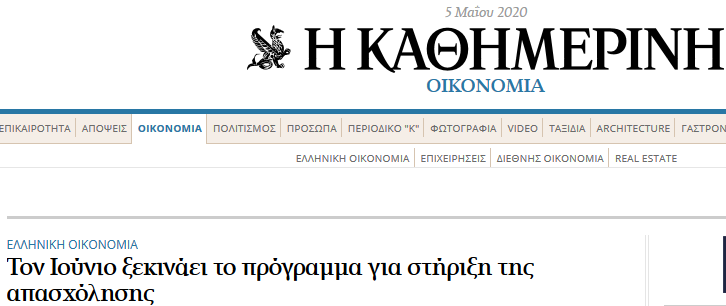 5 Μαΐου 2020
Η ΚΑΘΗΜΕΡΙΝΗ
ΟΙΚΟΝΟΜΙΑ
ΕΠΙΚΑΙΡΟΤΗΤΑ ΑΠΟΨΕΙΣ ΟΙΚΟΝΟΜΙΑ ΠΟΛΙΤΙΣΜΟΣ ΠΡΟΣΩΠΑ ΠΕΡΙΟΔΙΚΟ "Κ" ΦΩΤΟΓΡΑΦΙΑ VIDEO ΤΑΞΙΔΙΑ ARCHITECTURE ΓΑΣΤΡΟΝ
ΕΛΛΗΝΙΚΗ ΟΙΚΟΝΟΜΙΑ ΕΠΙΧΕΙΡΗΣΕΙΣ ΔΙΕΘΝΗΣ ΟΙΚΟΝΟΜΙΑ REAL ESTATE
ΕΛΛΗΝΙΚΗ ΟΙΚΟΝΟΜΙΑ
Τον Ιούνιο ξεκινάει το πρόγραμμα για στήριξη της
απασχόλησης